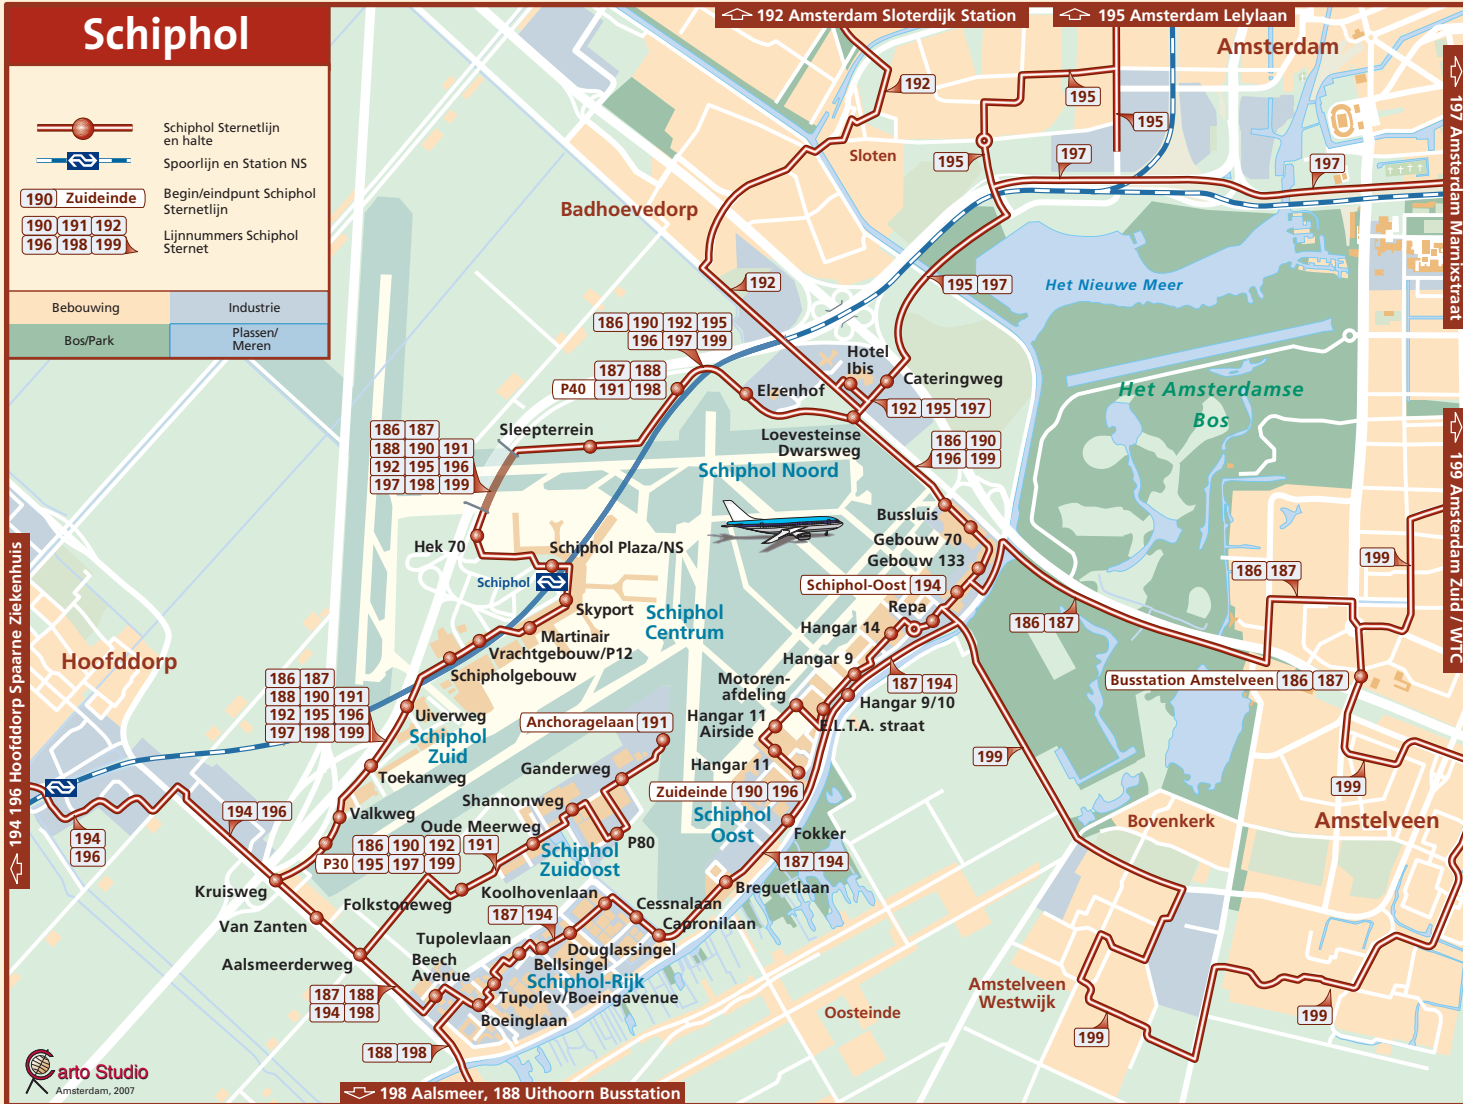 Schiphol
Schiphol Sternetlijn
en halte
Spoorlijn en Station NS
190 Zuideinde
Begin/eindpunt Schiphol
Sternetlijn
190 191 192
196 198 199
Lijnnummers Schiphol
Sternet
Bebouwing
Industrie
Bos/Park
Plassen/
Meren
192 Amsterdam Sloterdijk Station
195 Amsterdam Lelylaan
Amsterdam
197 Amsterdam Marnixstraat
192
195
195
Sloten
195
197
197
Badhoevedorp
192
195 197
Het Nieuwe Meer
186 190 192 195
196 197 199
Hotel
Ibis
187 188
P40 191 198
Elzenhof
Cateringweg
Het Amsterdamse
Bos
192 195 197
186 187
188 190 191
192 195 196
197 198 199
Sleepterrein
Loevesteinse
Dwarsweg
186 190
196 199
Schiphol Noord
199 Amsterdam Zuid / WTC
Bussluis
Hek 70
Schiphol Plaza/NS
Gebouw 70
Gebouw 133
199
186 187
Schiphol
Schiphol-Oost 194
Skyport
Schiphol
Centrum
Repa
186 187
Martinair
Hangar 14
Vrachtgebouw/P12
Hangar 9
Schipholgebouw
194 196 Hoofddorp Spaarne Ziekenhuis
Hoofddorp
186 187
188 190 191
192 195 196
197 198 199
Motoren-
afdeling
187 194
Busstation Amstelveen 186 187
Hangar 9/10
Uiverweg
Anchoragelaan 191
Hangar 11
Airside
E.L.T.A. straat
Schiphol
Zuid
199
Hangar 11
Toekanweg
Ganderweg
199
Zuideinde 190 196
Shannonweg
194 196
Valkweg
Schiphol
Oost
Fokker
Bovenkerk
Amstelveen
194
196
Oude Meerweg
P80
186 190 192
P30 195 197 199
191
Schiphol
Zuidoost
187 194
Kruisweg
Koolhovenlaan
Breguetlaan
Folkstoneweg
Cessnalaan
187 194
Capronilaan
Van Zanten
Tupolevlaan
Douglassingel
Aalsmeerderweg
Beech
Avenue
Bellsingel
Schiphol-Rijk
187 188
194 198
Tupolev/Boeingavenue
Boeinglaan
Amstelveen
Westwijk
Oosteinde
199
199
188 198
Carto Studio
Amsterdam, 2007
198 Aalsmeer, 188 Uithoorn Busstation